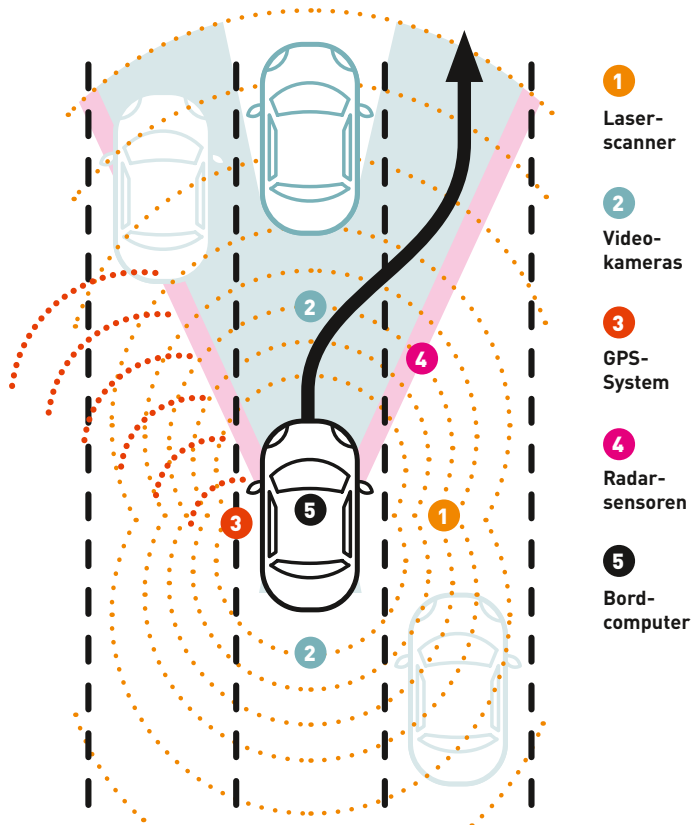 1
Laser-
scanner
2
Video-
kameras
3
GPS-
System
4
Radar-
sensoren
5
Bord-
computer
2
4
5
3
1
2